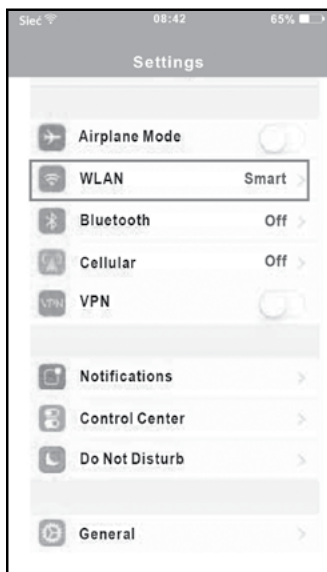 Sieć 08:42 65%
Settings
Airplane Mode
WLAN Smart
Bluetooth Off
Cellular Off
VPN VPN
Notifications
Control Center
Do Not Disturb
General